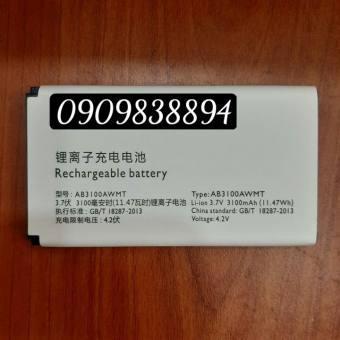 0909838894
锂离子充电电池
Rechargeable battery
型号: AB3100AWMT
3.7伏 3100毫安时(11.47瓦时)锂离子电池
执行标准: GB/T 18287-2013
充电限制电压: 4.2伏
Type:AB3100AWMT
Li-ion 3.7V 3100mAh (11.47Wh)
China standard: GB/T 18287-2013
Voltage: 4.2V